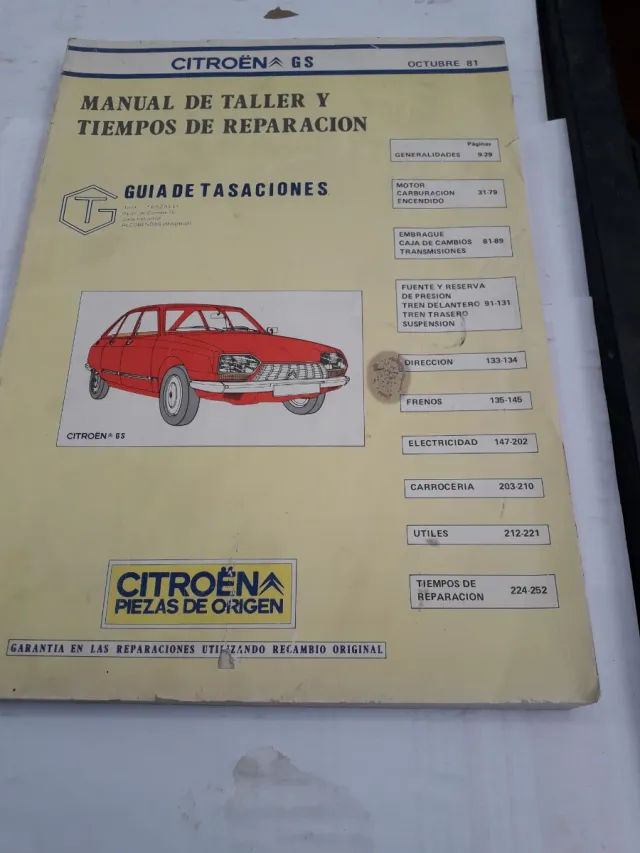 CITROËN GS
OCTUBRE 81
MANUAL DE TALLER Y
TIEMPOS DE REPARACION
GUIA DE TASACIONES
Páginas
GENERALIDADES 9-29
MOTOR
CARBURACION 31-79
ENCENDIDO
EMBRAGUE
CAJA DE CAMBIOS 81-89
TRANSMISIONES
FUENTE Y RESERVA
DE PRESION
TREN DELANTERO 91-131
TREN TRASERO
SUSPENSION
DIRECCION 133-134
FRENOS 135-145
ELECTRICIDAD 147-202
CARROCERIA 203-210
UTILES 212-221
TIEMPOS DE
REPARACION 224-252
CITROËN GS
CITROËN
PIEZAS DE ORIGEN
GARANTIA EN LAS REPARACIONES UTILIZANDO RECAMBIO ORIGINAL